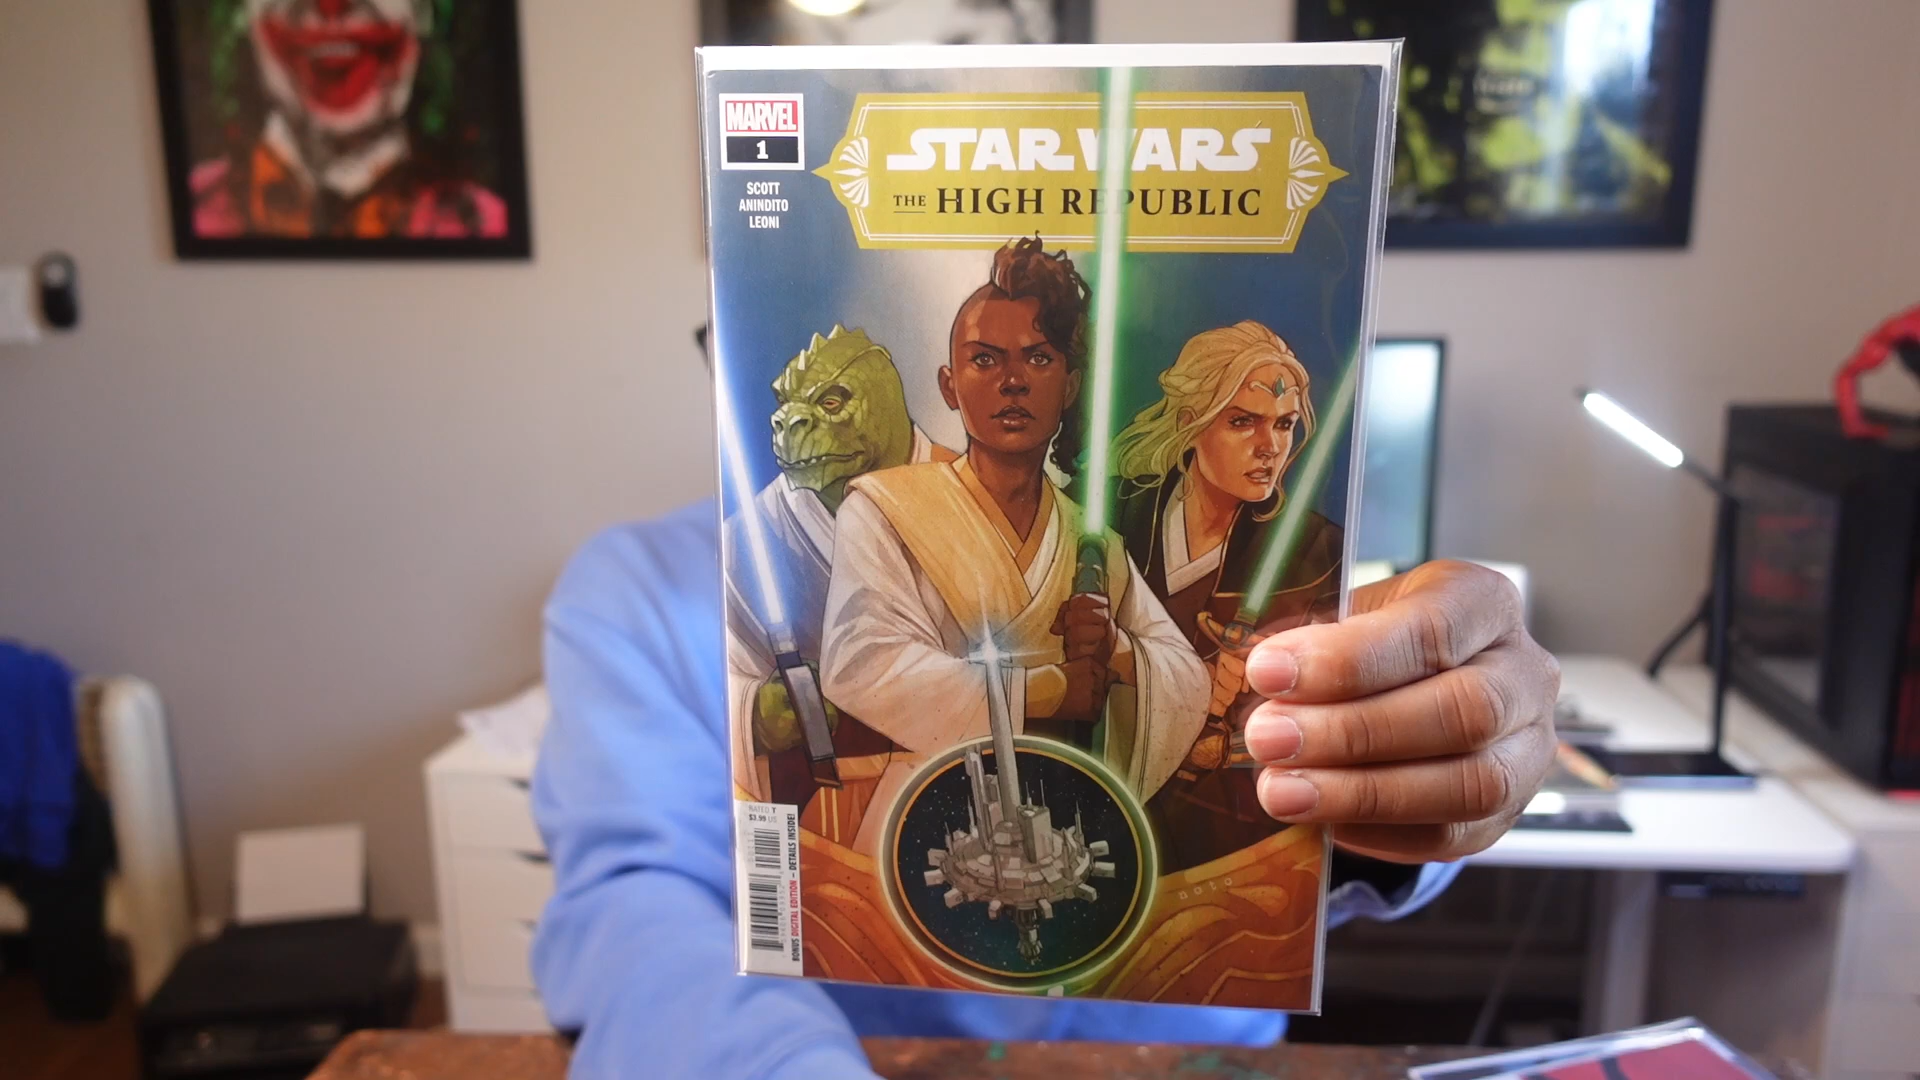 MARVEL
1
SCOTT
ANINDITO
LEONI
STAR WARS
THE HIGH REPUBLIC
RATED T
$3.99 US
BONUS DIGITAL EDITION – DETAILS INSIDE!
noto